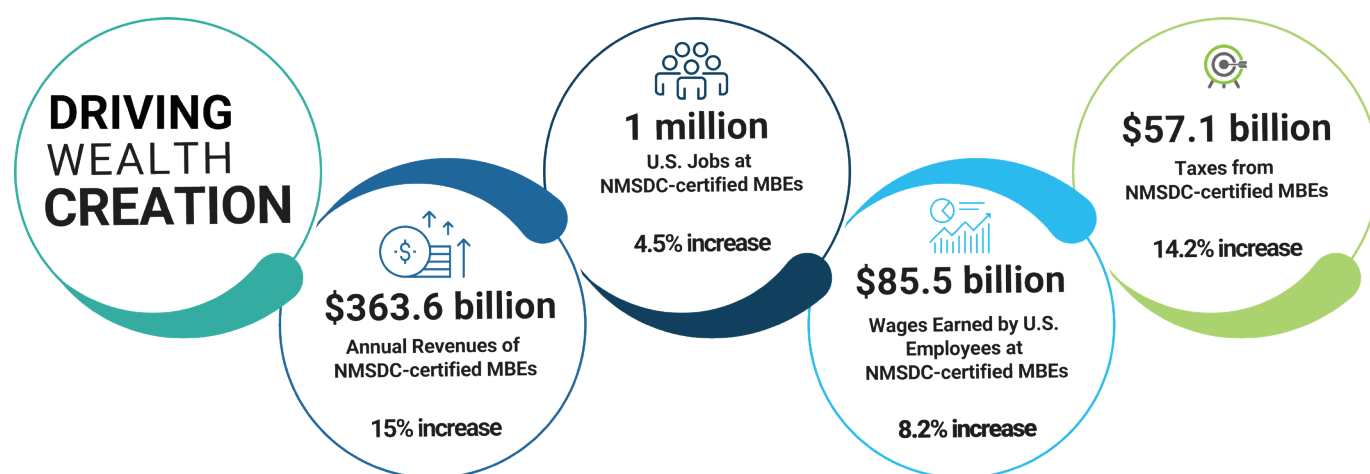 DRIVING
WEALTH
CREATION
$363.6 billion
Annual Revenues of
NMSDC-certified MBEs
15% increase
1 million
U.S. Jobs at
NMSDC-certified MBEs
4.5% increase
$85.5 billion
Wages Earned by U.S.
Employees at
NMSDC-certified MBEs
8.2% increase
$57.1 billion
Taxes from
NMSDC-certified MBEs
14.2% increase